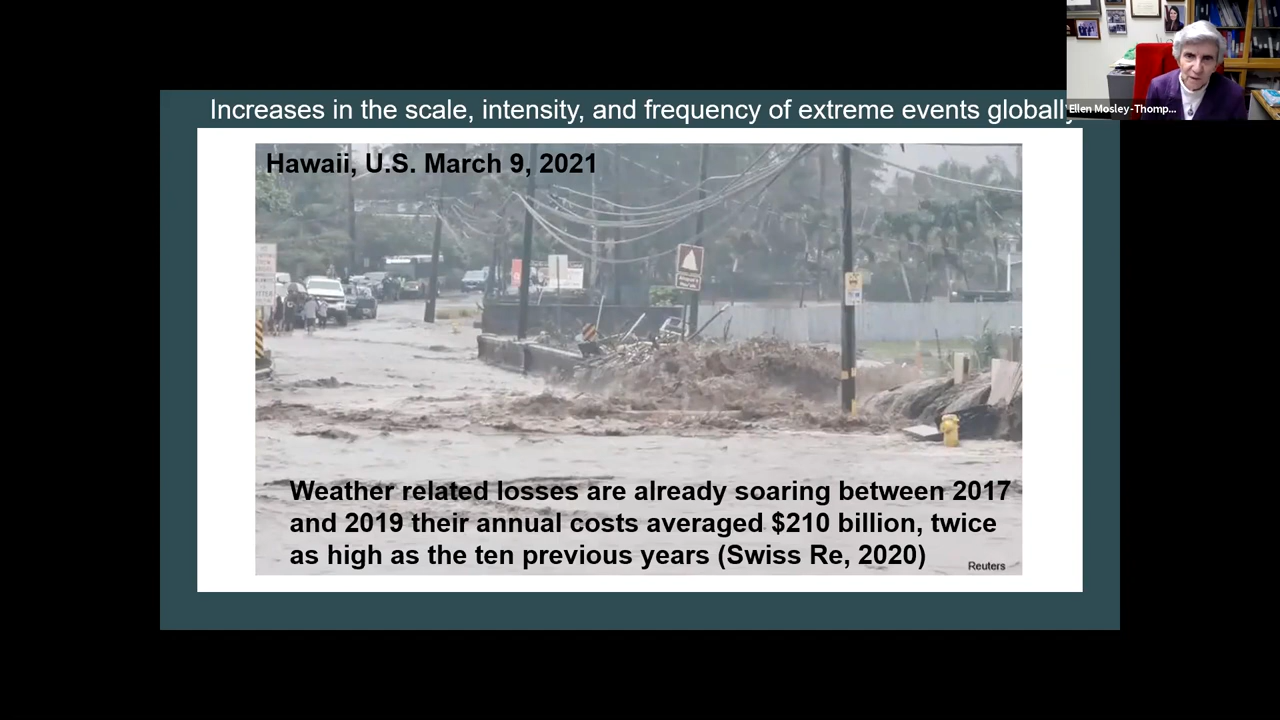 Increases in the scale, intensity, and frequency of extreme events globally
Ellen Mosley-Thomp...
Hawaii, U.S. March 9, 2021
Weather related losses are already soaring between 2017
and 2019 their annual costs averaged $210 billion, twice
as high as the ten previous years (Swiss Re, 2020)
Reuters